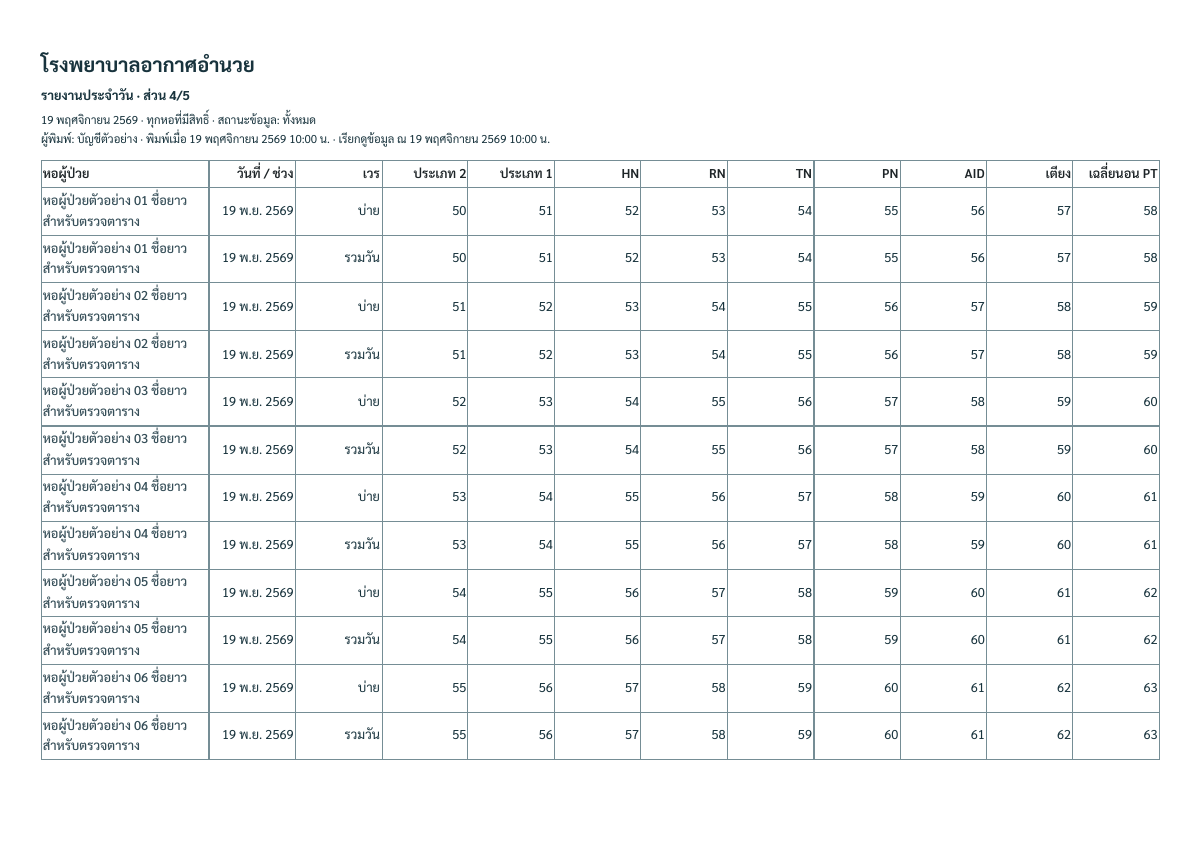 โรงพยาบาลอากาศอำนวย
รายงานประจำวัน · ส่วน 4/5
19 พฤศจิกายน 2569 · ทุกหอที่มีสิทธิ์ · สถานะข้อมูล: ทั้งหมด
ผู้พิมพ์: บัญชีตัวอย่าง · พิมพ์เมื่อ 19 พฤศจิกายน 2569 10:00 น. · เรียกดูข้อมูล ณ 19 พฤศจิกายน 2569 10:00 น.
หอผู้ป่วย วันที่ / ช่วง เวร ประเภท 2 ประเภท 1 HN RN TN PN AID เตียง เฉลี่ยนอน PT
หอผู้ป่วยตัวอย่าง 01 ชื่อยาว
สำหรับตรวจตาราง 19 พ.ย. 2569 บ่าย 50 51 52 53 54 55 56 57 58
หอผู้ป่วยตัวอย่าง 01 ชื่อยาว
สำหรับตรวจตาราง 19 พ.ย. 2569 รวมวัน 50 51 52 53 54 55 56 57 58
หอผู้ป่วยตัวอย่าง 02 ชื่อยาว
สำหรับตรวจตาราง 19 พ.ย. 2569 บ่าย 51 52 53 54 55 56 57 58 59
หอผู้ป่วยตัวอย่าง 02 ชื่อยาว
สำหรับตรวจตาราง 19 พ.ย. 2569 รวมวัน 51 52 53 54 55 56 57 58 59
หอผู้ป่วยตัวอย่าง 03 ชื่อยาว
สำหรับตรวจตาราง 19 พ.ย. 2569 บ่าย 52 53 54 55 56 57 58 59 60
หอผู้ป่วยตัวอย่าง 03 ชื่อยาว
สำหรับตรวจตาราง 19 พ.ย. 2569 รวมวัน 52 53 54 55 56 57 58 59 60
หอผู้ป่วยตัวอย่าง 04 ชื่อยาว
สำหรับตรวจตาราง 19 พ.ย. 2569 บ่าย 53 54 55 56 57 58 59 60 61
หอผู้ป่วยตัวอย่าง 04 ชื่อยาว
สำหรับตรวจตาราง 19 พ.ย. 2569 รวมวัน 53 54 55 56 57 58 59 60 61
หอผู้ป่วยตัวอย่าง 05 ชื่อยาว
สำหรับตรวจตาราง 19 พ.ย. 2569 บ่าย 54 55 56 57 58 59 60 61 62
หอผู้ป่วยตัวอย่าง 05 ชื่อยาว
สำหรับตรวจตาราง 19 พ.ย. 2569 รวมวัน 54 55 56 57 58 59 60 61 62
หอผู้ป่วยตัวอย่าง 06 ชื่อยาว
สำหรับตรวจตาราง 19 พ.ย. 2569 บ่าย 55 56 57 58 59 60 61 62 63
หอผู้ป่วยตัวอย่าง 06 ชื่อยาว
สำหรับตรวจตาราง 19 พ.ย. 2569 รวมวัน 55 56 57 58 59 60 61 62 63